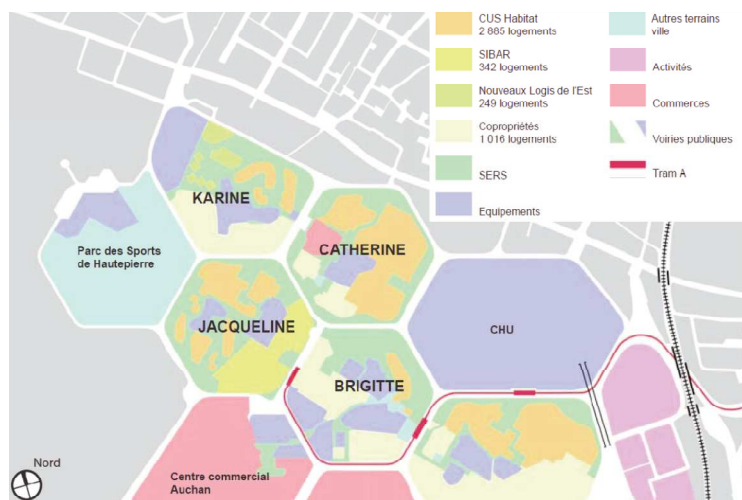 CUS Habitat
2 885 logements
SIBAR
342 logements
Nouveaux Logis de l'Est
249 logements
Copropriétés
1 016 logements
SERS
Equipements
Autres terrains
ville
Activités
Commerces
Voiries publiques
Tram A
KARINE
CATHERINE
Parc des Sports
de Hautepierre
JACQUELINE
CHU
BRIGITTE
Nord
Centre commercial
Auchan